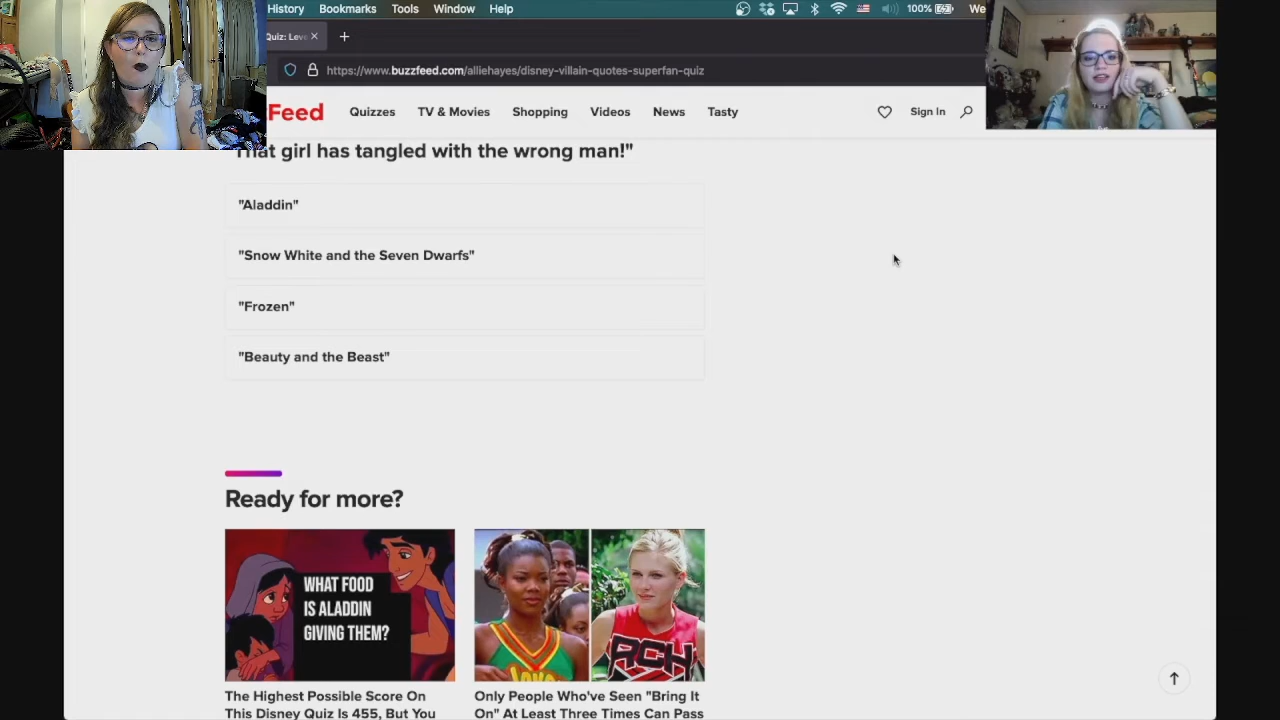 History Bookmarks Tools Window Help 100% We
Quiz: Leve
https://www.buzzfeed.com/alliehayes/disney-villain-quotes-superfan-quiz
Feed Quizzes TV & Movies Shopping Videos News Tasty Sign In
"That girl has tangled with the wrong man!"
"Aladdin"
"Snow White and the Seven Dwarfs"
"Frozen"
"Beauty and the Beast"
Ready for more?
WHAT FOOD
IS ALADDIN
GIVING THEM?
RCH
The Highest Possible Score On
This Disney Quiz Is 455, But You
Only People Who've Seen "Bring It
On" At Least Three Times Can Pass